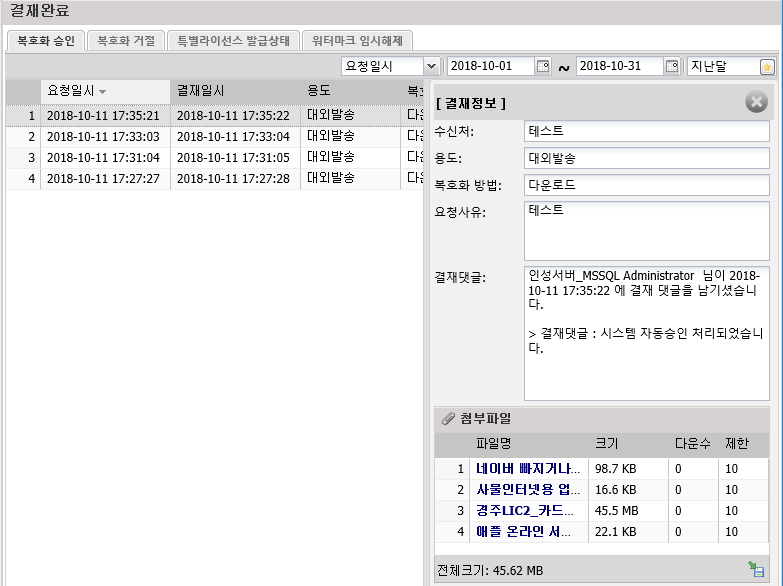 결재완료
복호화 승인 복호화 거절 특별라이선스 발급상태 워터마크 임시해제
요청일시 2018-10-01 ~ 2018-10-31 지난달
요청일시 결재일시 용도
1 2018-10-11 17:35:21 2018-10-11 17:35:22 대외발송
2 2018-10-11 17:33:03 2018-10-11 17:33:04 대외발송
3 2018-10-11 17:31:04 2018-10-11 17:31:05 대외발송
4 2018-10-11 17:27:27 2018-10-11 17:27:28 대외발송
[ 결재정보 ]
수신처: 테스트
용도: 대외발송
복호화 방법: 다운로드
요청사유: 테스트
결재댓글: 인성서버_MSSQL Administrator 님이 2018-
10-11 17:35:22 에 결재 댓글을 남기셨습니
다.
> 결재댓글 : 시스템 자동승인 처리되었습니
다.
첨부파일
파일명 크기 다운수 제한
1 네이버 빠지거나... 98.7 KB 0 10
2 사물인터넷용 업... 16.6 KB 0 10
3 경주LIC2_카드... 45.5 MB 0 10
4 애플 온라인 서... 22.1 KB 0 10
전체크기: 45.62 MB